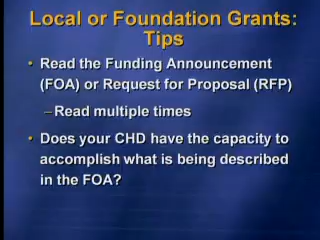 Local or Foundation Grants:
Tips
• Read the Funding Announcement
(FOA) or Request for Proposal (RFP)
– Read multiple times
• Does your CHD have the capacity to
accomplish what is being described
in the FOA?